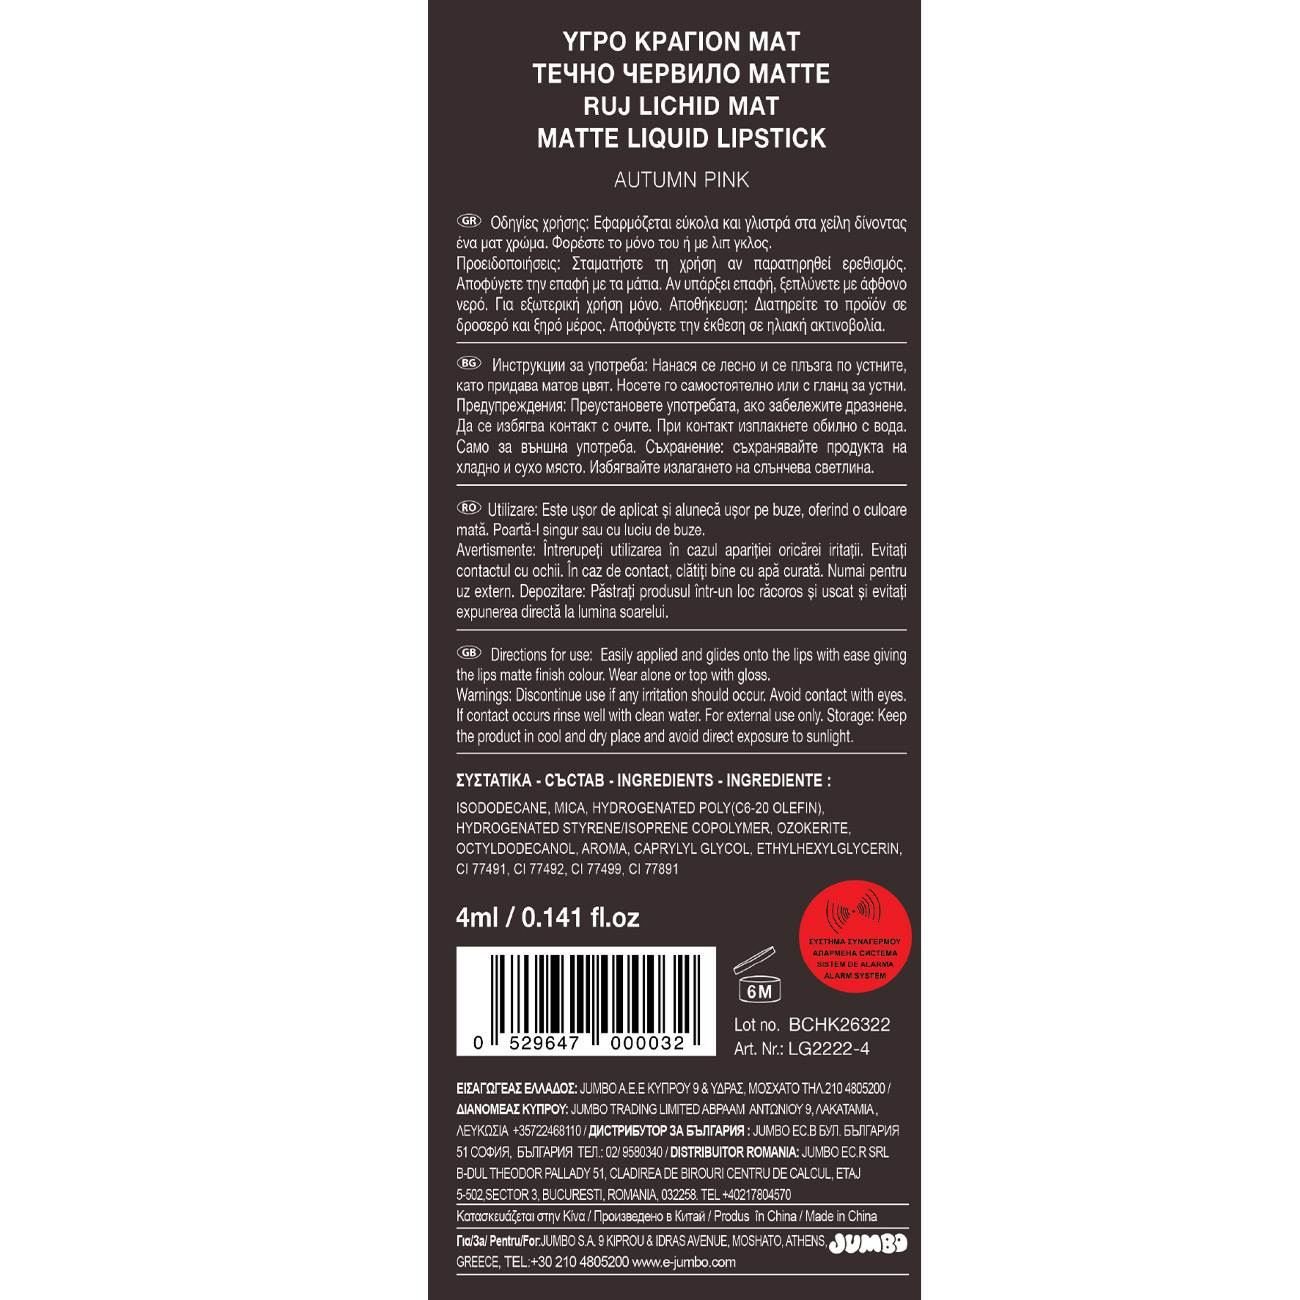 ΥΓΡΟ ΚΡΑΓΙΟΝ ΜΑΤ
ТЕЧНО ЧЕРВИЛО MATTE
RUJ LICHID MAT
MATTE LIQUID LIPSTICK
AUTUMN PINK
GR Οδηγίες χρήσης: Εφαρμόζεται εύκολα και γλιστρά στα χείλη δίνοντας
ένα ματ χρώμα. Φορέστε το μόνο του ή με λιπ γκλος.
Προειδοποιήσεις: Σταματήστε τη χρήση αν παρατηρηθεί ερεθισμός.
Αποφύγετε την επαφή με τα μάτια. Αν υπάρξει επαφή, ξεπλύνετε με άφθονο
νερό. Για εξωτερική χρήση μόνο. Αποθήκευση: Διατηρείτε το προϊόν σε
δροσερό και ξηρό μέρος. Αποφύγετε την έκθεση σε ηλιακή ακτινοβολία.
BG Инструкции за употреба: Нанася се лесно и се плъзга по устните,
като придава матов цвят. Носете го самостоятелно или с гланц за устни.
Предупреждения: Преустановете употребата, ако забележите дразнене.
Да се избягва контакт с очите. При контакт изплакнете обилно с вода.
Само за външна употреба. Съхранение: съхранявайте продукта на
хладно и сухо място. Избягвайте излагането на слънчева светлина.
RO Utilizare: Este ușor de aplicat și alunecă ușor pe buze, oferind o culoare
mată. Poartă-l singur sau cu luciu de buze.
Avertismente: Întrerupeți utilizarea în cazul apariției oricărei iritații. Evitați
contactul cu ochii. În caz de contact, clătiți bine cu apă curată. Numai pentru
uz extern. Depozitare: Păstrați produsul într-un loc răcoros și uscat și evitați
expunerea directă la lumina soarelui.
GB Directions for use: Easily applied and glides onto the lips with ease giving
the lips matte finish colour. Wear alone or top with gloss.
Warnings: Discontinue use if any irritation should occur. Avoid contact with eyes.
If contact occurs rinse well with clean water. For external use only. Storage: Keep
the product in cool and dry place and avoid direct exposure to sunlight.
ΣΥΣΤΑΤΙΚΑ - СЪСТАВ - INGREDIENTS - INGREDIENTE :
ISODODECANE, MICA, HYDROGENATED POLY(C6-20 OLEFIN),
HYDROGENATED STYRENE/ISOPRENE COPOLYMER, OZOKERITE,
OCTYLDODECANOL, AROMA, CAPRYLYL GLYCOL, ETHYLHEXYLGLYCERIN,
CI 77491, CI 77492, CI 77499, CI 77891
4ml / 0.141 fl.oz
ΣΥΣΤΗΜΑ ΣΥΝΑΓΕΡΜΟΥ
АЛАРМЕНА СИСТЕМА
SISTEM DE ALARMA
ALARM SYSTEM
6M
0 529647 000032
Lot no. BCHK26322
Art. Nr.: LG2222-4
ΕΙΣΑΓΩΓΕΑΣ ΕΛΛΑΔΟΣ: JUMBO A.E.E ΚΥΠΡΟΥ 9 & ΥΔΡΑΣ, ΜΟΣΧΑΤΟ ΤΗΛ.210 4805200 /
ΔΙΑΝΟΜΕΑΣ ΚΥΠΡΟΥ: JUMBO TRADING LIMITED ΑΒΡΑΑΜ ΑΝΤΩΝΙΟΥ 9, ΛΑΚΑΤΑΜΙΑ ,
ΛΕΥΚΩΣΙΑ +35722468110 / ДИСТРИБУТОР ЗА БЪЛГАРИЯ : JUMBO EC.B БУЛ. БЪЛГАРИЯ
51 СОФИЯ, БЪЛГАРИЯ ТЕЛ.: 02/ 9580340 / DISTRIBUITOR ROMANIA: JUMBO EC.R SRL
B-DUL THEODOR PALLADY 51, CLADIREA DE BIROURI CENTRU DE CALCUL, ETAJ
5-502,SECTOR 3, BUCURESTI, ROMANIA, 032258. TEL +40217804570
Κατασκευάζεται στην Κίνα / Произведено в Китай / Produs în China / Made in China
Για/За/ Pentru/For:JUMBO S.A. 9 KIPROU & IDRAS AVENUE, MOSHATO, ATHENS, JUMBO
GREECE, TEL:+30 210 4805200 www.e-jumbo.com